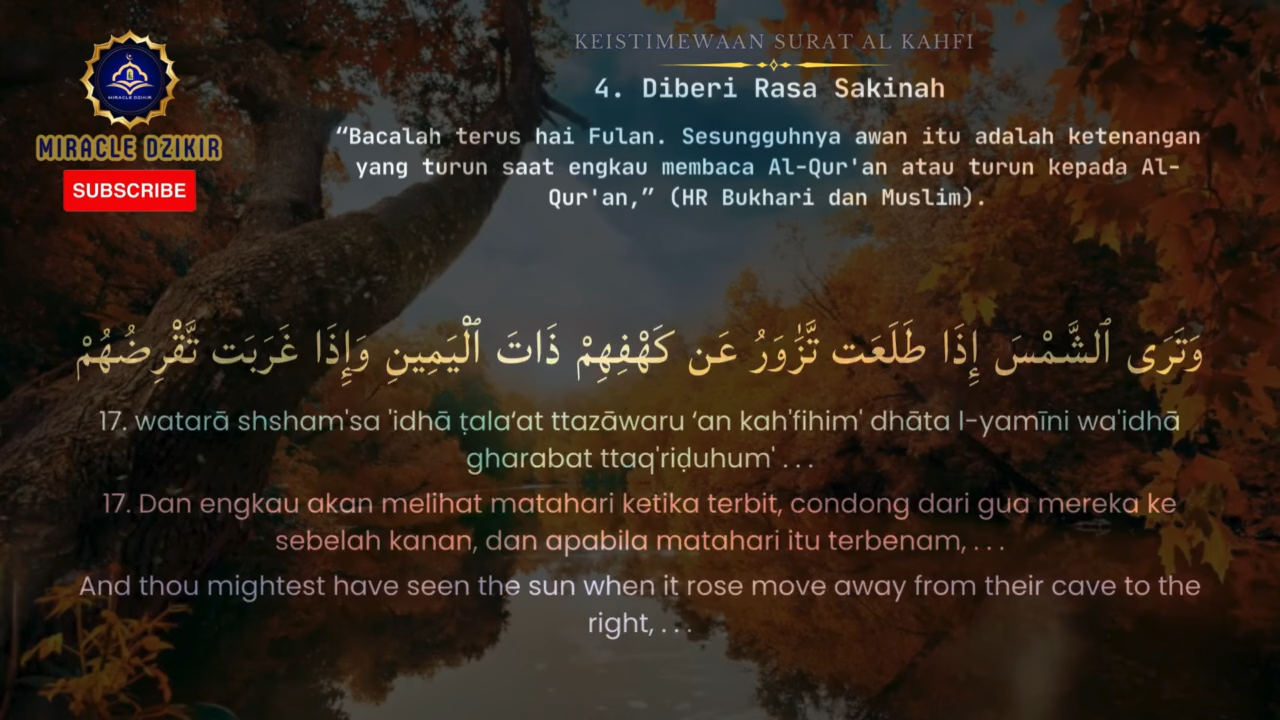 KEISTIMEWAAN SURAT AL KAHFI
4. Diberi Rasa Sakinah
MIRACLE DZIKIR
MIRACLE DZIKIR
SUBSCRIBE
“Bacalah terus hai Fulan. Sesungguhnya awan itu adalah ketenangan
yang turun saat engkau membaca Al-Qur'an atau turun kepada Al-
Qur'an,” (HR Bukhari dan Muslim).
وَتَرَى ٱلشَّمْسَ إِذَا طَلَعَت تَّزَٰوَرُ عَن كَهْفِهِمْ ذَاتَ ٱلْيَمِينِ وَإِذَا غَرَبَت تَّقْرِضُهُمْ
17. watarā shsham'sa 'idhā ṭala‘at ttazāwaru ‘an kah'fihim' dhāta l-yamīni wa'idhā
gharabat ttaq'riḍuhum' . . .
17. Dan engkau akan melihat matahari ketika terbit, condong dari gua mereka ke
sebelah kanan, dan apabila matahari itu terbenam, . . .
And thou mightest have seen the sun when it rose move away from their cave to the
right, . . .